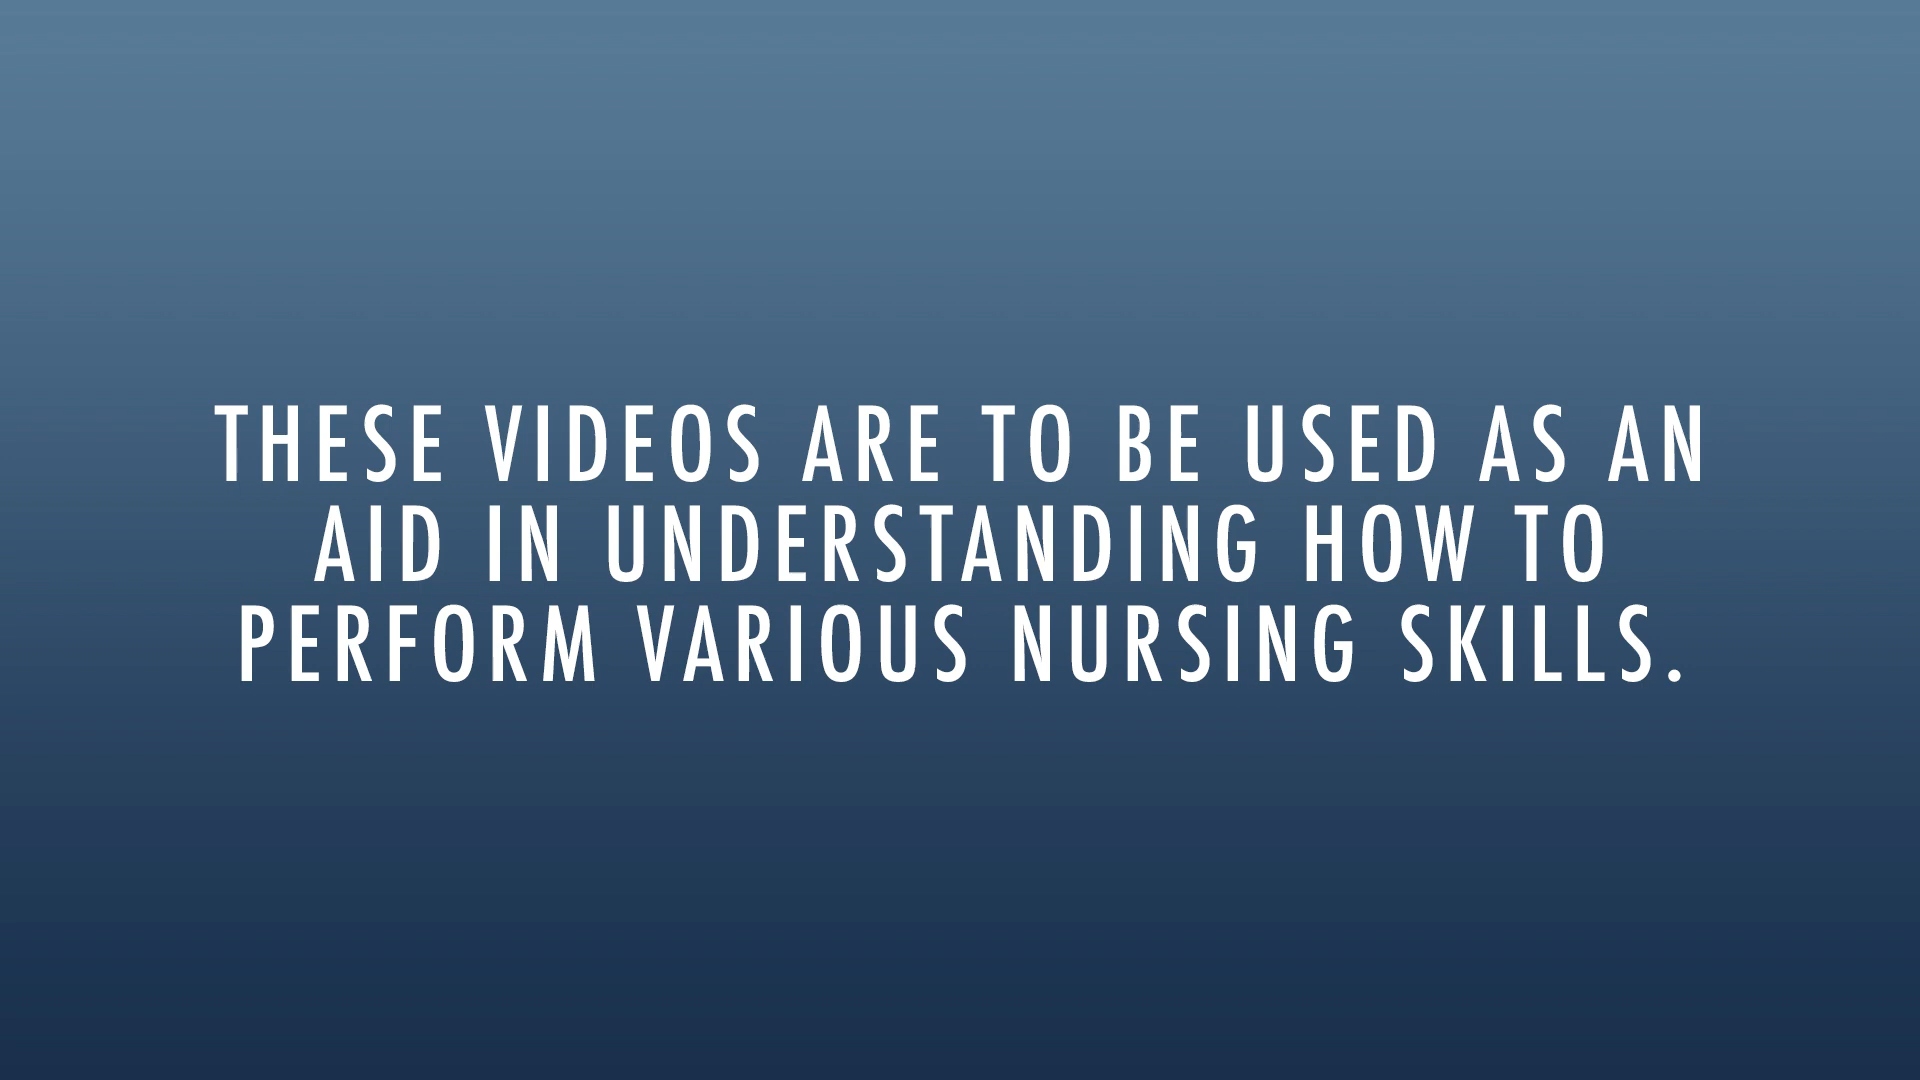 THESE VIDEOS ARE TO BE USED AS AN
AID IN UNDERSTANDING HOW TO
PERFORM VARIOUS NURSING SKILLS.